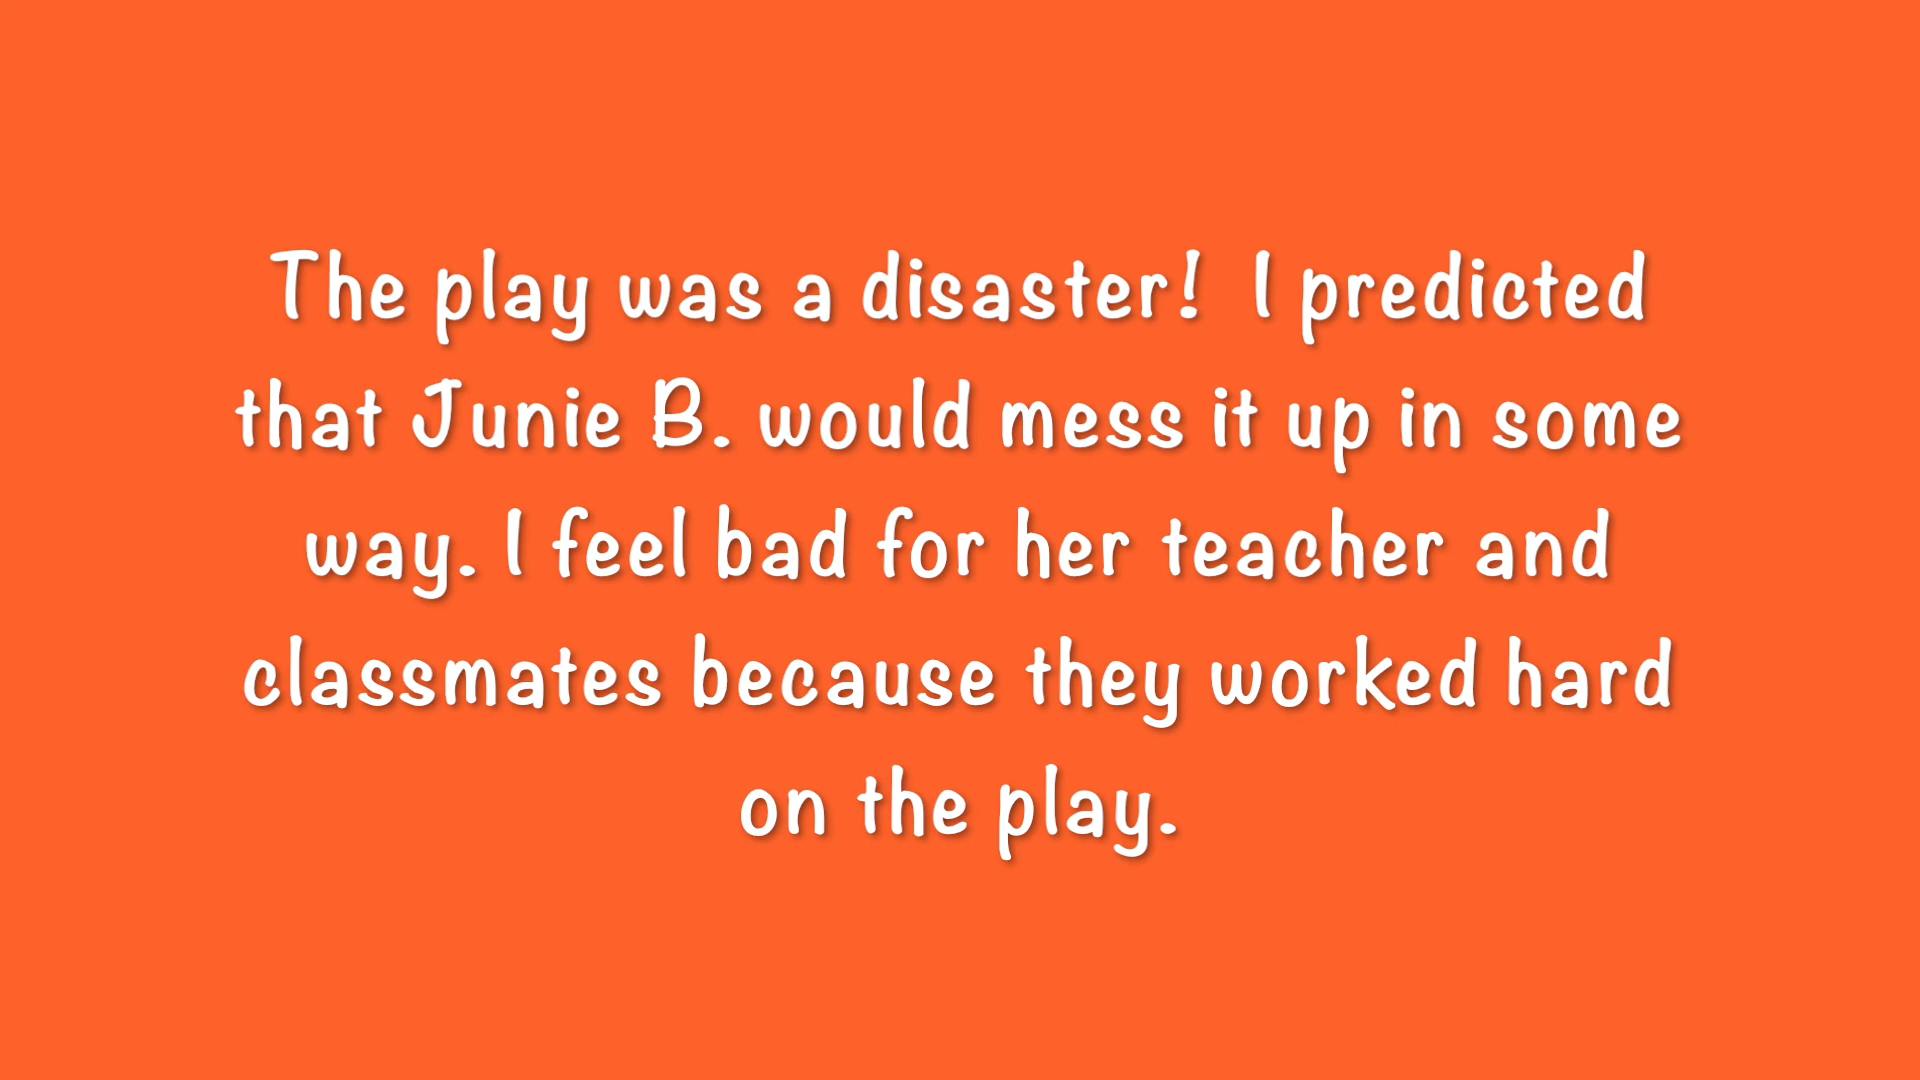 The play was a disaster!  I predicted
that Junie B. would mess it up in some
way. I feel bad for her teacher and
classmates because they worked hard
on the play.